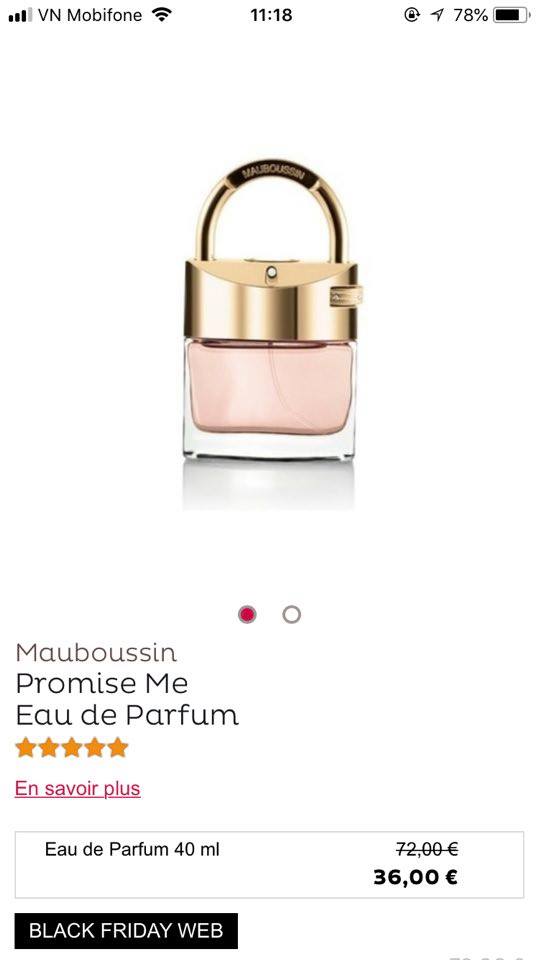 VN Mobifone
11:18
78%
MAUBOUSSIN
Mauboussin
Promise Me
Eau de Parfum
En savoir plus
Eau de Parfum 40 ml
72,00 €
36,00 €
BLACK FRIDAY WEB